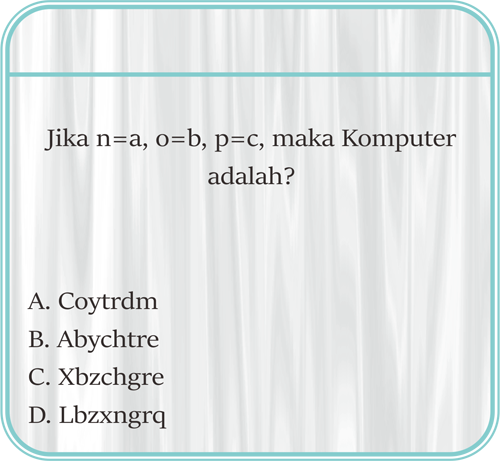 Jika n=a, o=b, p=c, maka Komputer
adalah?
A. Coytrdm
B. Abychtre
C. Xbzchgre
D. Lbzxngrq